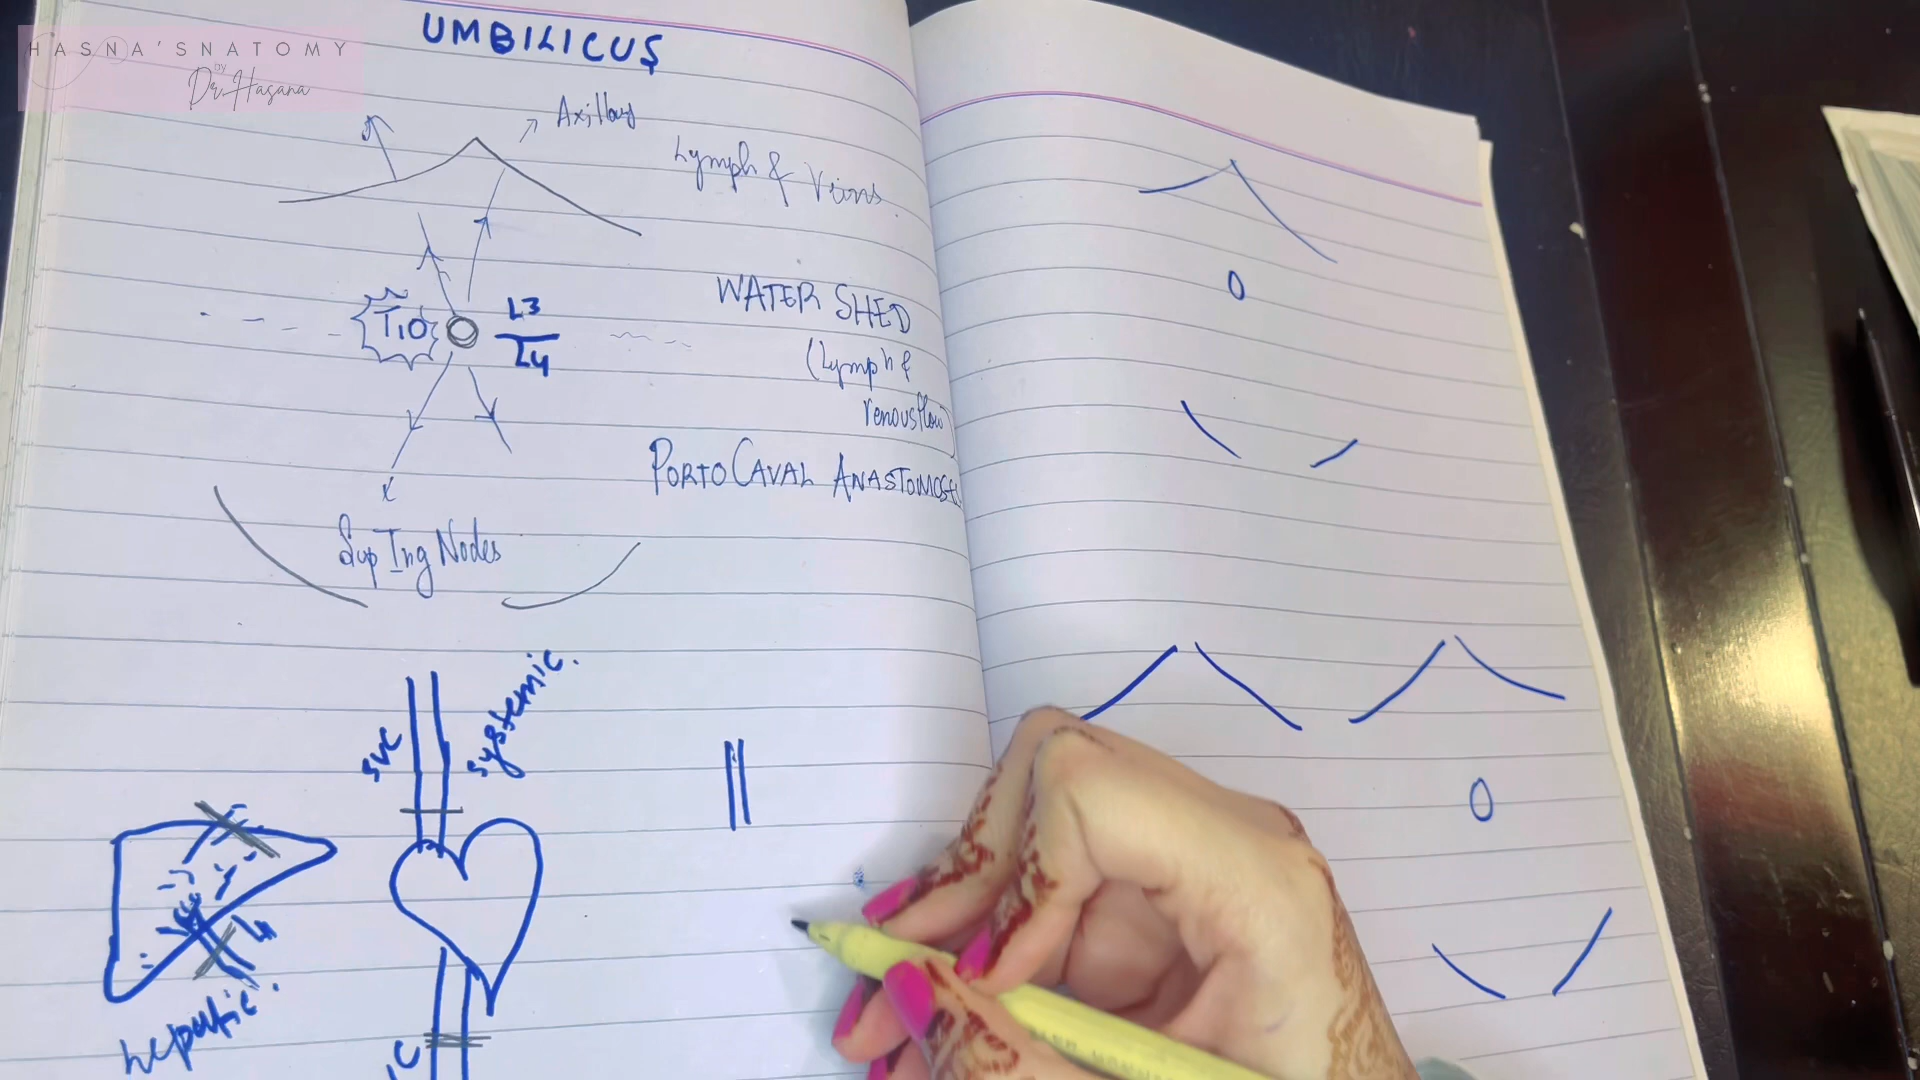 HASNA'SNATOMY
BY
Dr. Hasana
UMBILICUS
Axillary
Lymph & Veins.
T10
L3
L4
WATER SHED
(Lymph &
venous flow)
PORTO CAVAL ANASTOMOSIS
Sup Ing Nodes
SVC
systemic.
hepatic.